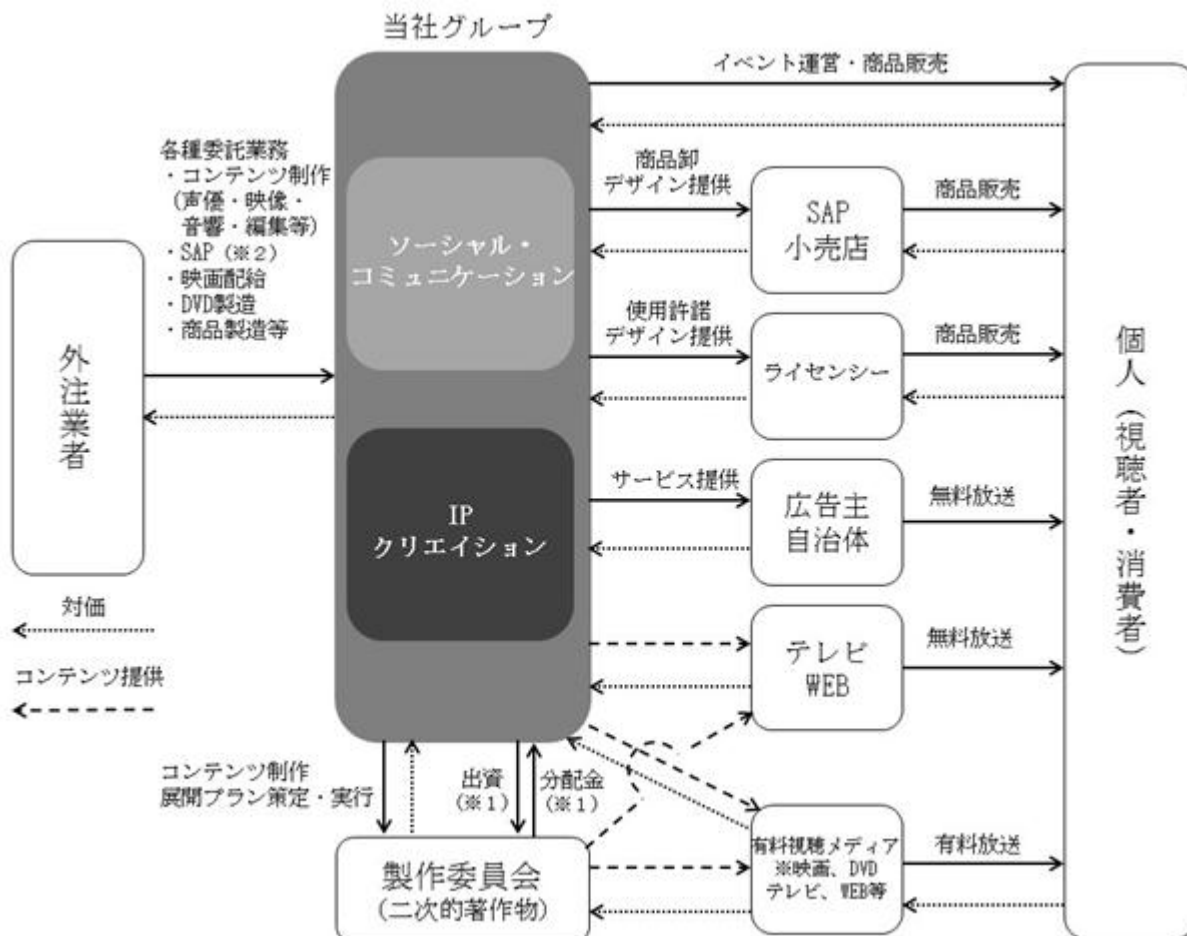 当社グループ
イベント運営・商品販売
各種委託業務
・コンテンツ制作
(声優・映像・
音響・編集等)
・SAP(※2)
・映画配給
・DVD製造
・商品製造等
外注業者
対価
コンテンツ提供
ソーシャル・
コミュニケーション
IP
クリエイション
商品卸
デザイン提供
SAP
小売店
商品販売
使用許諾
デザイン提供
ライセンシー
商品販売
サービス提供
広告主
自治体
無料放送
テレビ
WEB
無料放送
コンテンツ制作
展開プラン策定・実行
出資
(※1)
分配金
(※1)
製作委員会
(二次的著作物)
有料視聴メディア
※映画、DVD
テレビ、WEB等
有料放送
個人(視聴者・消費者)